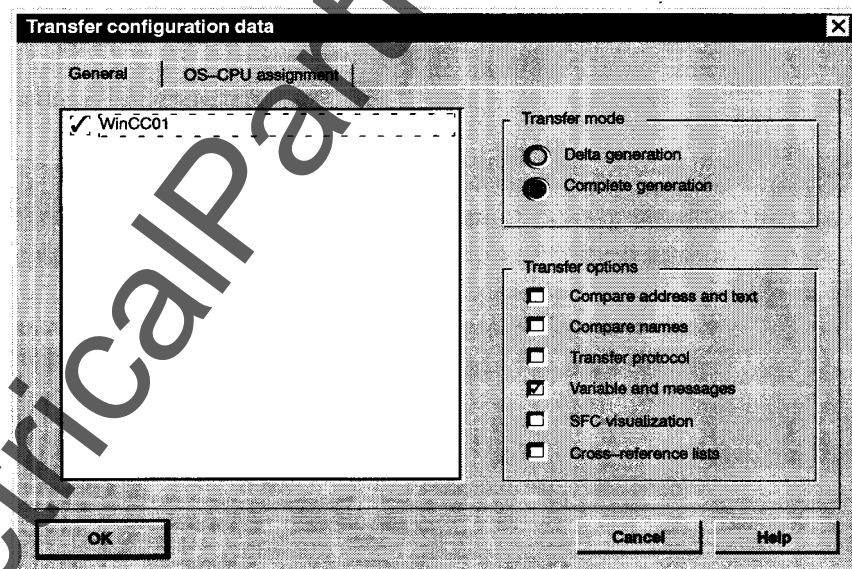 Transfer configuration data
General
OS–CPU assignment
WinCC01
Transfer mode
Delta generation
Complete generation
Transfer options
Compare address and text
Compare names
Transfer protocol
Variable and messages
SFC visualization
Cross–reference lists
OK
Cancel
Help
ctricalPart